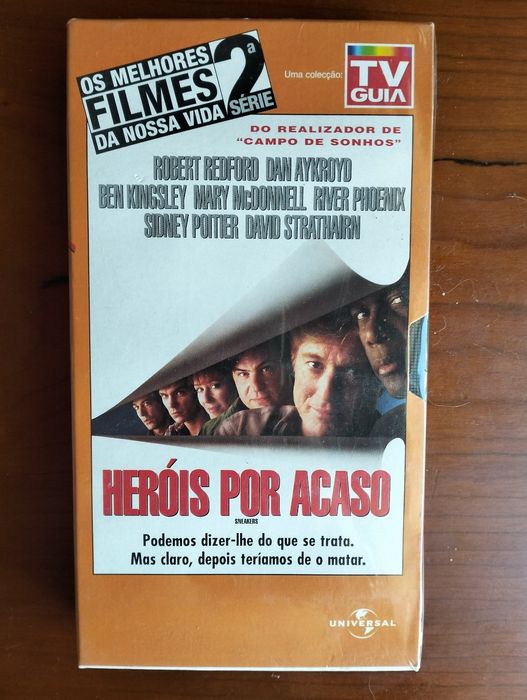 OS MELHORES
FILMES
DA NOSSA VIDA
2ª
SÉRIE
Uma colecção:
TV
GUIA
DO REALIZADOR DE
"CAMPO DE SONHOS"
ROBERT REDFORD DAN AYKROYD
BEN KINGSLEY MARY McDONNELL RIVER PHOENIX
SIDNEY POITIER DAVID STRATHAIRN
HERÓIS POR ACASO
SNEAKERS
Podemos dizer-lhe do que se trata.
Mas claro, depois teríamos de o matar.
UNIVERSAL